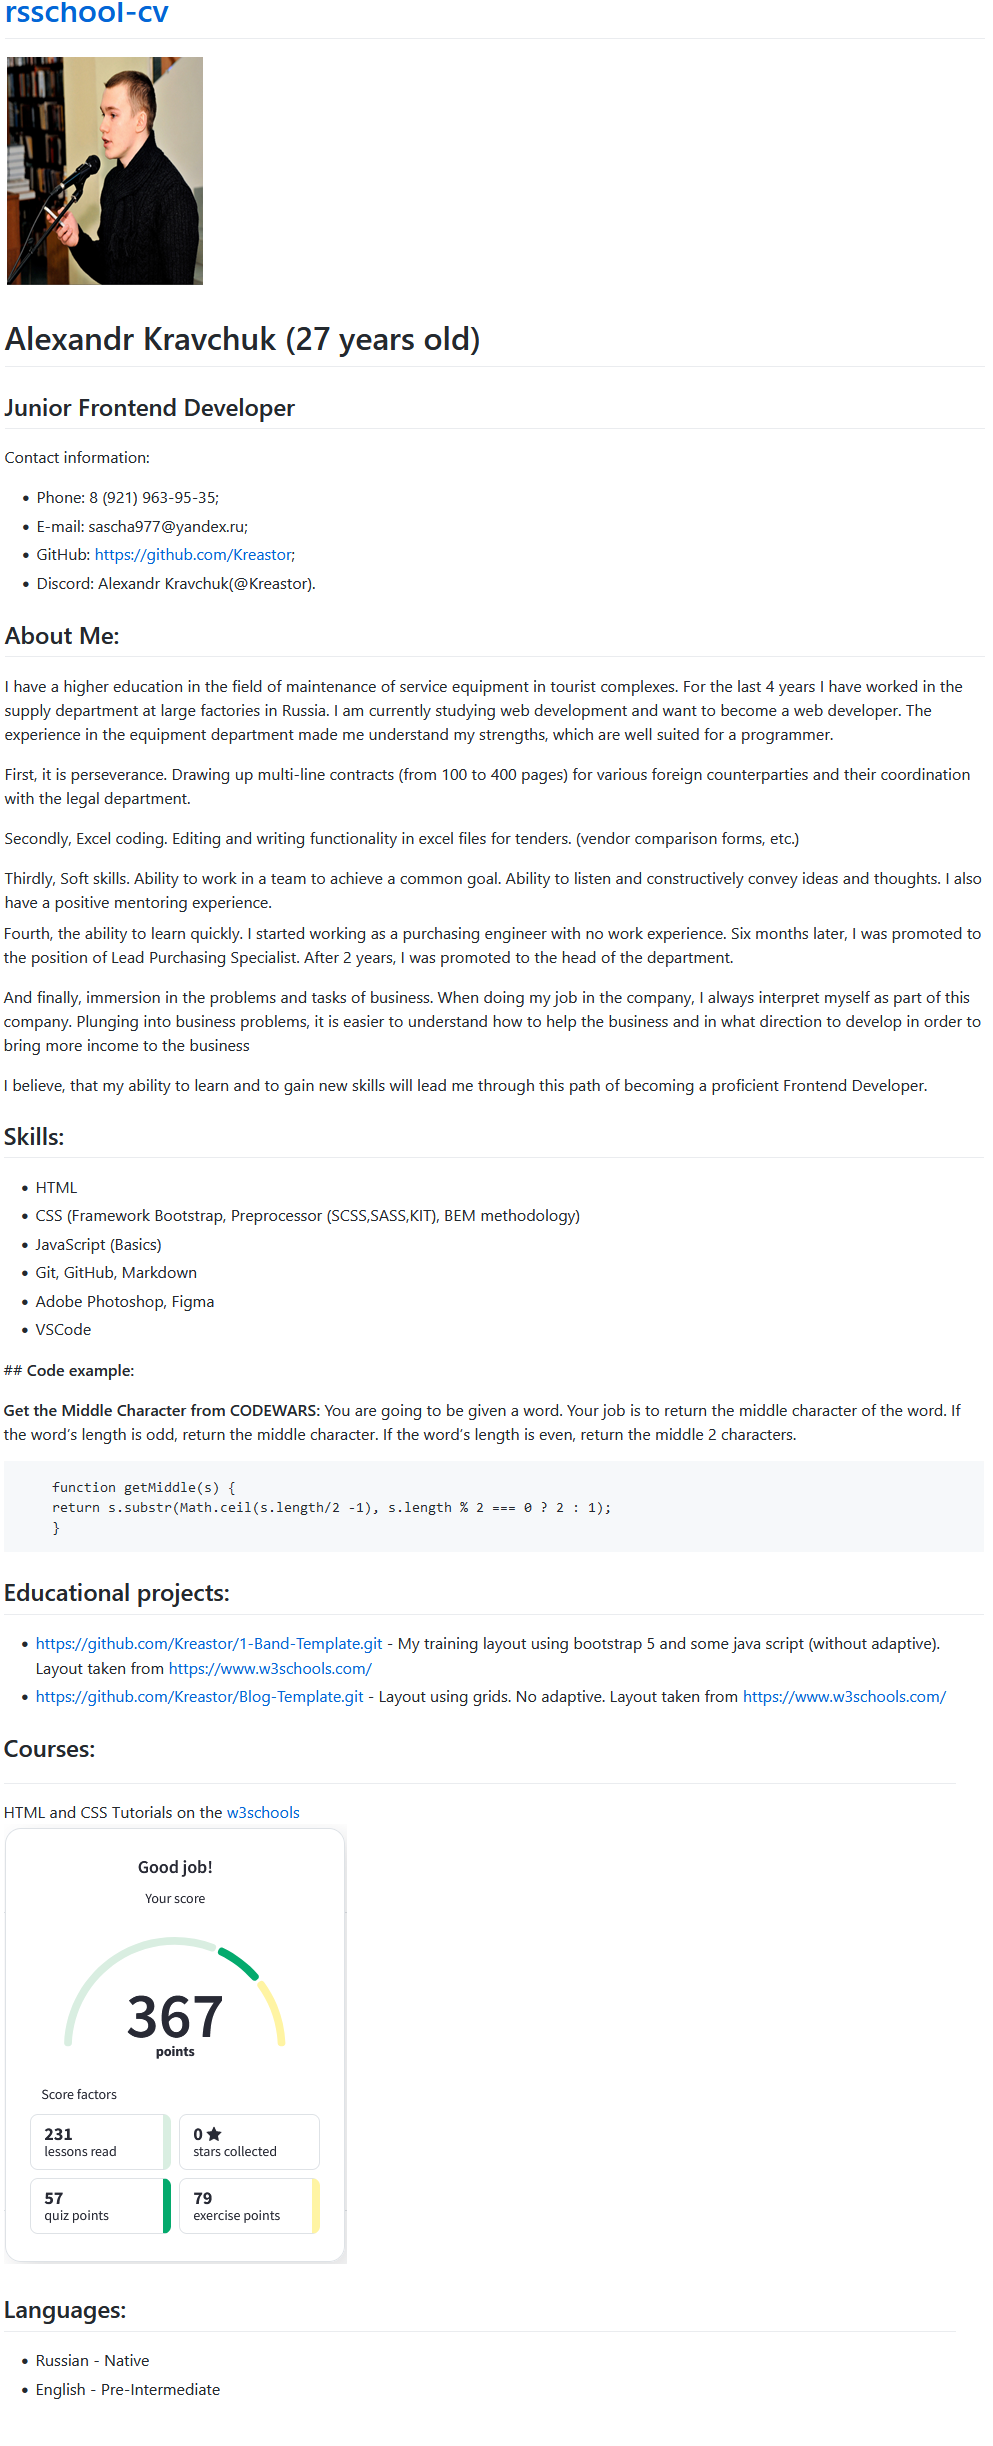 rsschool-cv
Alexandr Kravchuk (27 years old)
Junior Frontend Developer
Contact information:
• Phone: 8 (921) 963-95-35;
• E-mail: sascha977@yandex.ru;
• GitHub: https://github.com/Kreastor;
• Discord: Alexandr Kravchuk(@Kreastor).
About Me:
I have a higher education in the field of maintenance of service equipment in tourist complexes. For the last 4 years I have worked in the
supply department at large factories in Russia. I am currently studying web development and want to become a web developer. The
experience in the equipment department made me understand my strengths, which are well suited for a programmer.
First, it is perseverance. Drawing up multi-line contracts (from 100 to 400 pages) for various foreign counterparties and their coordination
with the legal department.
Secondly, Excel coding. Editing and writing functionality in excel files for tenders. (vendor comparison forms, etc.)
Thirdly, Soft skills. Ability to work in a team to achieve a common goal. Ability to listen and constructively convey ideas and thoughts. I also
have a positive mentoring experience.
Fourth, the ability to learn quickly. I started working as a purchasing engineer with no work experience. Six months later, I was promoted to
the position of Lead Purchasing Specialist. After 2 years, I was promoted to the head of the department.
And finally, immersion in the problems and tasks of business. When doing my job in the company, I always interpret myself as part of this
company. Plunging into business problems, it is easier to understand how to help the business and in what direction to develop in order to
bring more income to the business
I believe, that my ability to learn and to gain new skills will lead me through this path of becoming a proficient Frontend Developer.
Skills:
• HTML
• CSS (Framework Bootstrap, Preprocessor (SCSS,SASS,KIT), BEM methodology)
• JavaScript (Basics)
• Git, GitHub, Markdown
• Adobe Photoshop, Figma
• VSCode
## Code example:
Get the Middle Character from CODEWARS: You are going to be given a word. Your job is to return the middle character of the word. If
the word's length is odd, return the middle character. If the word's length is even, return the middle 2 characters.
function getMiddle(s) {
return s.substr(Math.ceil(s.length/2 -1), s.length % 2 === 0 ? 2 : 1);
}
Educational projects:
• https://github.com/Kreastor/1-Band-Template.git - My training layout using bootstrap 5 and some java script (without adaptive).
Layout taken from https://www.w3schools.com/
• https://github.com/Kreastor/Blog-Template.git - Layout using grids. No adaptive. Layout taken from https://www.w3schools.com/
Courses:
HTML and CSS Tutorials on the w3schools
Good job!
Your score
367
points
Score factors
231
lessons read
0 ★
stars collected
57
quiz points
79
exercise points
Languages:
• Russian - Native
• English - Pre-Intermediate